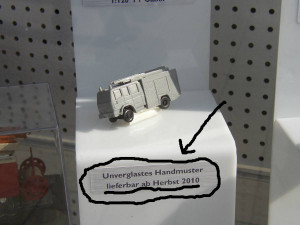 Unverglastes Handmuster
lieferbar ab Herbst 2010